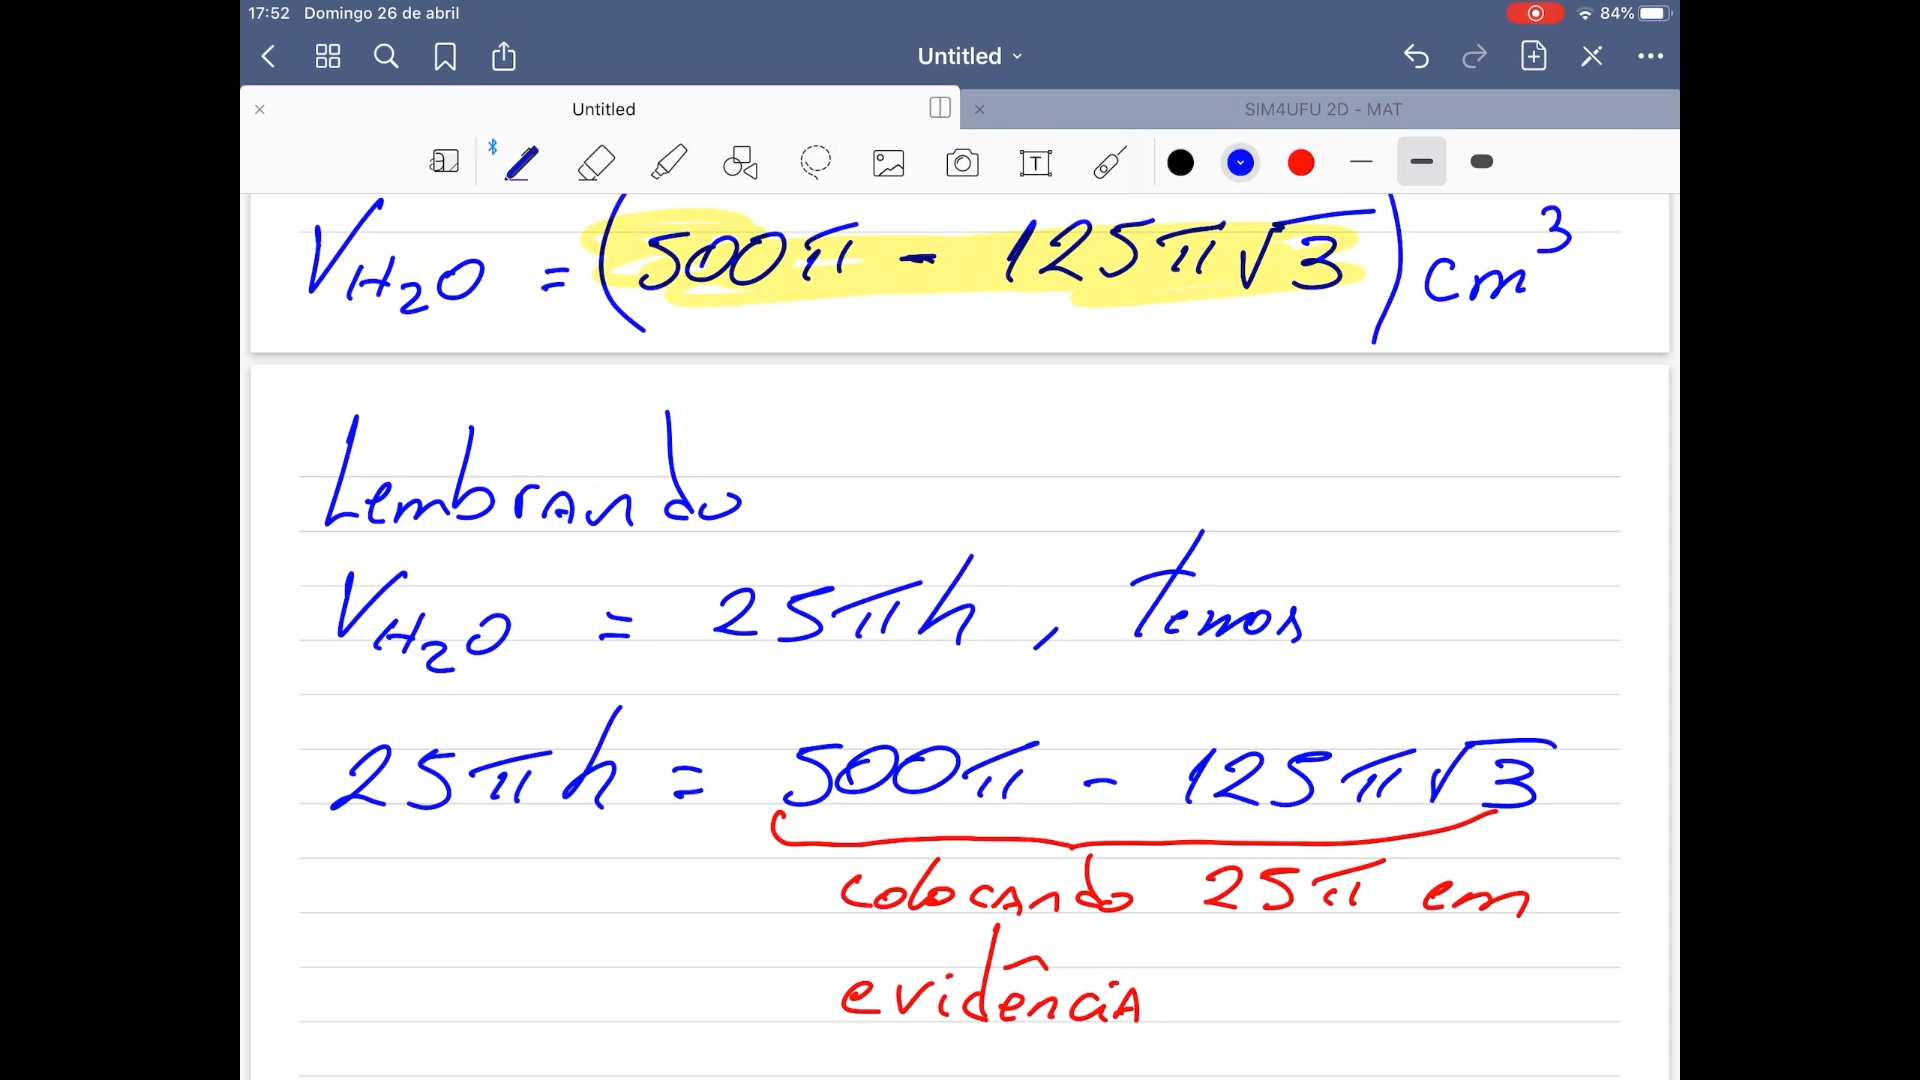 17:52 Domingo 26 de abril 84%
Untitled
Untitled SIM4UFU 2D - MAT
V_{H_2O} = (500π - 125π√3) cm³
Lembrando
V_{H_2O} = 25πh, Temos
25πh = 500π - 125π√3
colocando 25π em
evidência